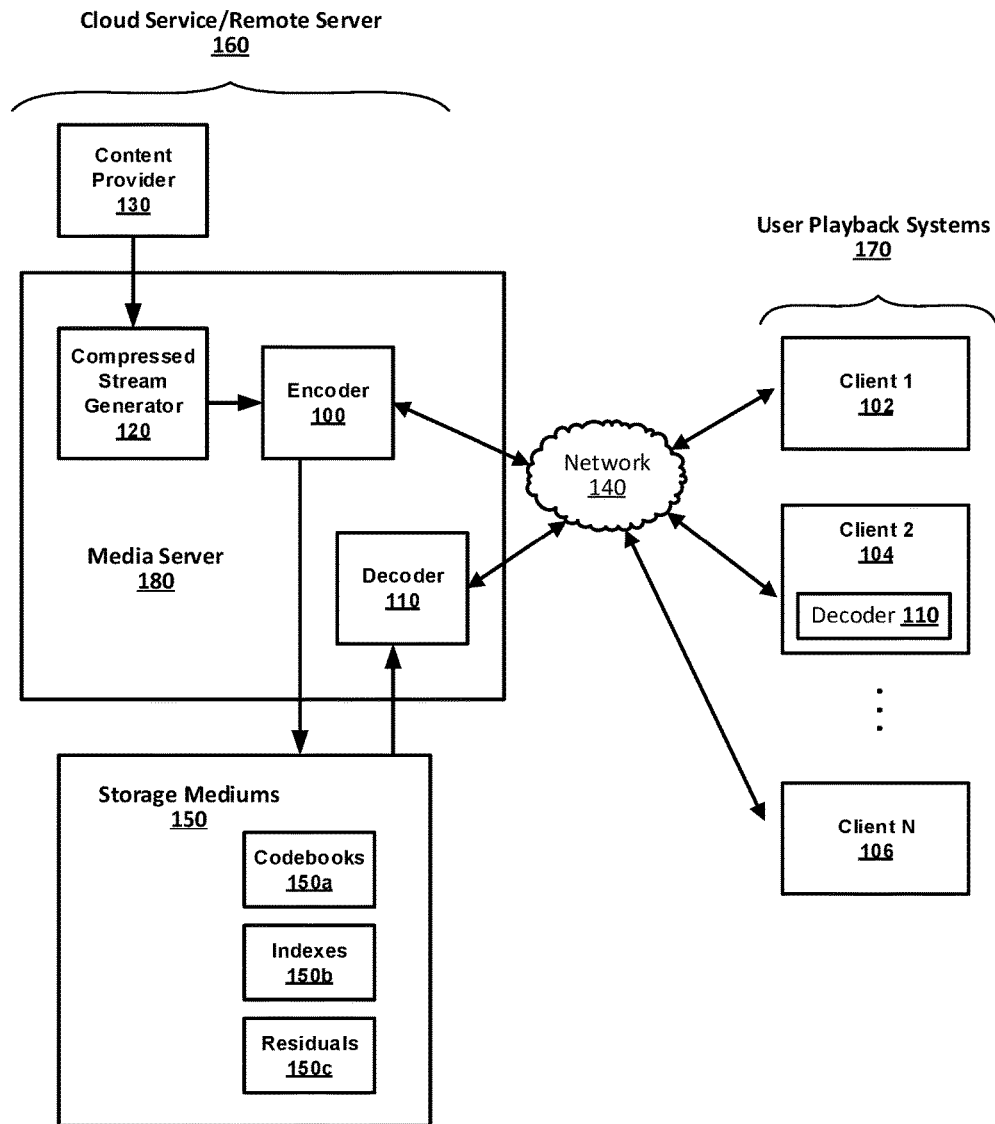 Cloud Service/Remote Server
160
Content
Provider
130
User Playback Systems
170
Compressed
Stream
Generator
120
Encoder
100
Client 1
102
Network
140
Media Server
180
Decoder
110
Client 2
104
Decoder 110
Storage Mediums
150
Client N
106
Codebooks
150a
Indexes
150b
Residuals
150c